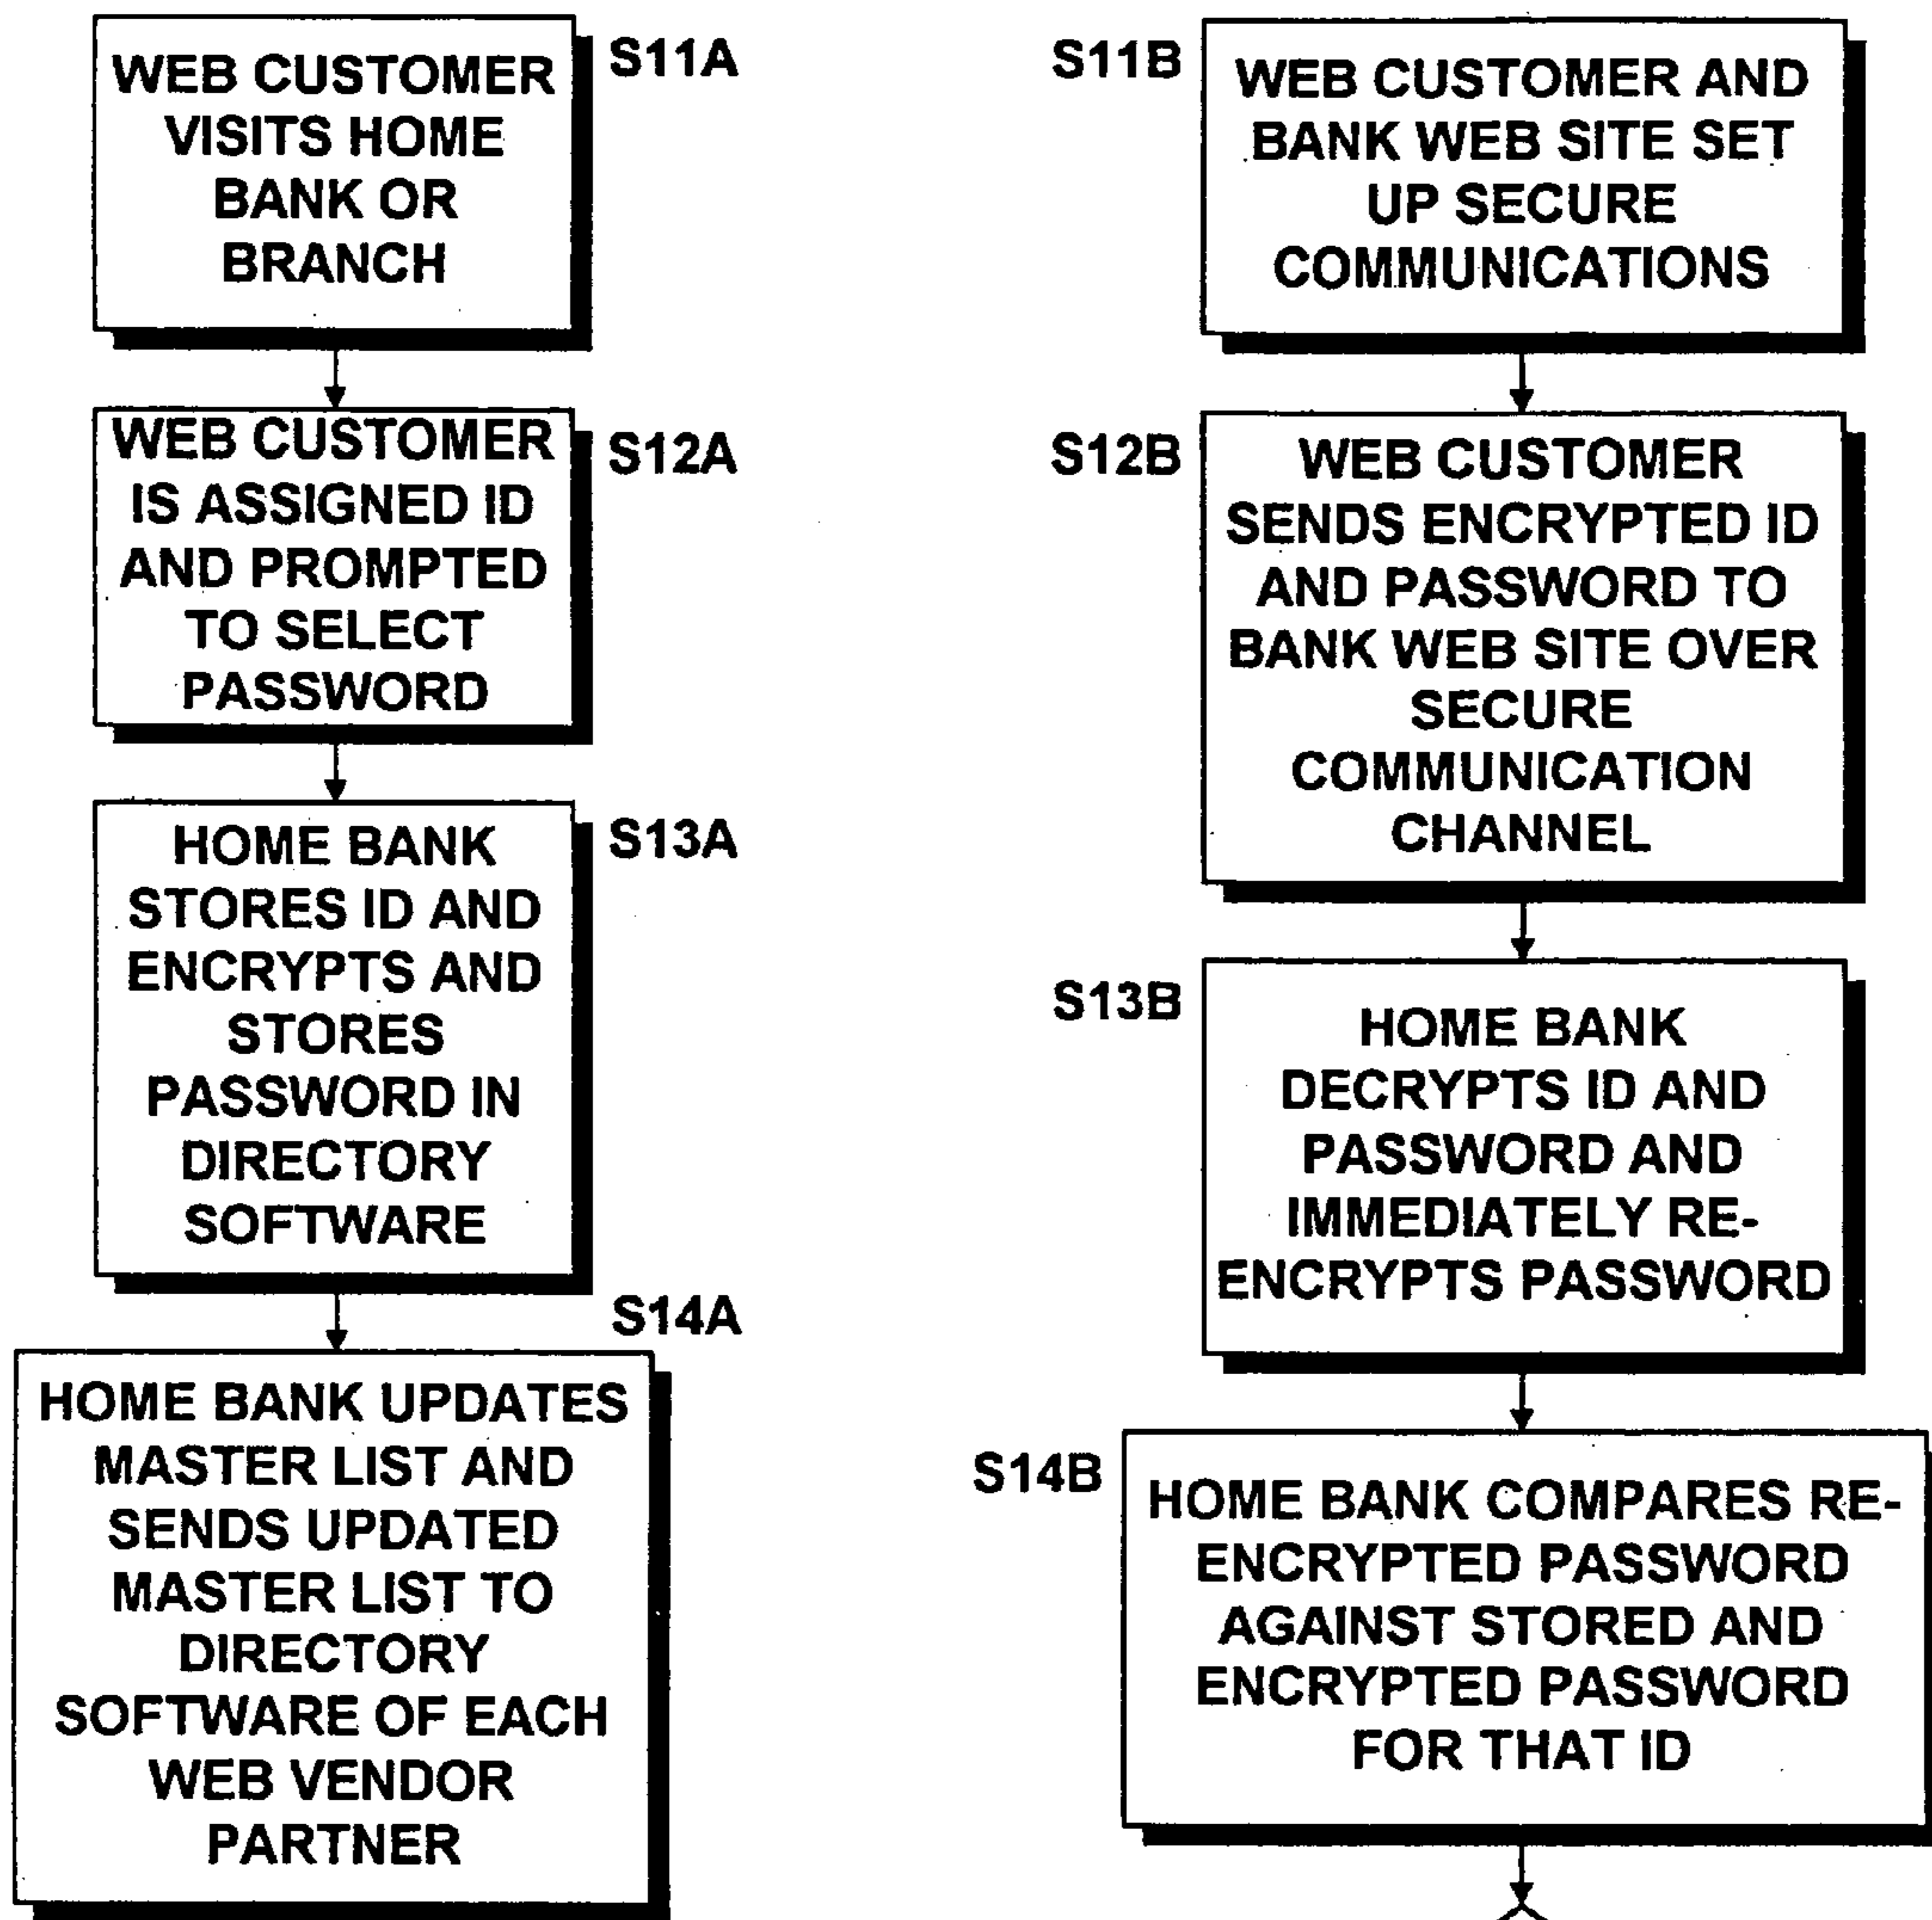 S11A
WEB CUSTOMER
VISITS HOME
BANK OR
BRANCH
S12A
WEB CUSTOMER
IS ASSIGNED ID
AND PROMPTED
TO SELECT
PASSWORD
S13A
HOME BANK
STORES ID AND
ENCRYPTS AND
STORES
PASSWORD IN
DIRECTORY
SOFTWARE
S14A
HOME BANK UPDATES
MASTER LIST AND
SENDS UPDATED
MASTER LIST TO
DIRECTORY
SOFTWARE OF EACH
WEB VENDOR
PARTNER
S11B
WEB CUSTOMER AND
BANK WEB SITE SET
UP SECURE
COMMUNICATIONS
S12B
WEB CUSTOMER
SENDS ENCRYPTED ID
AND PASSWORD TO
BANK WEB SITE OVER
SECURE
COMMUNICATION
CHANNEL
S13B
HOME BANK
DECRYPTS ID AND
PASSWORD AND
IMMEDIATELY RE-
ENCRYPTS PASSWORD
S14B
HOME BANK COMPARES RE-
ENCRYPTED PASSWORD
AGAINST STORED AND
ENCRYPTED PASSWORD
FOR THAT ID